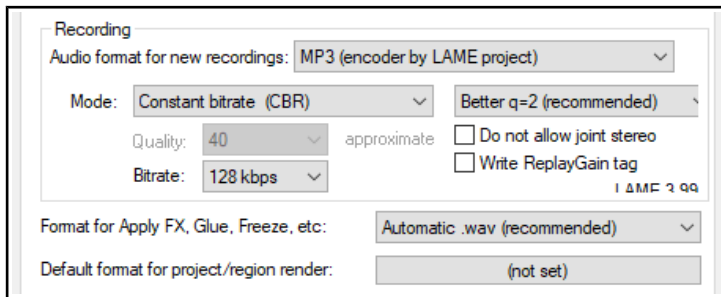 Recording
Audio format for new recordings: MP3 (encoder by LAME project)
Mode: Constant bitrate (CBR) Better q=2 (recommended)
Quality: 40 approximate Do not allow joint stereo
Write ReplayGain tag
Bitrate: 128 kbps
LAME 3.99
Format for Apply FX, Glue, Freeze, etc: Automatic .wav (recommended)
Default format for project/region render: (not set)